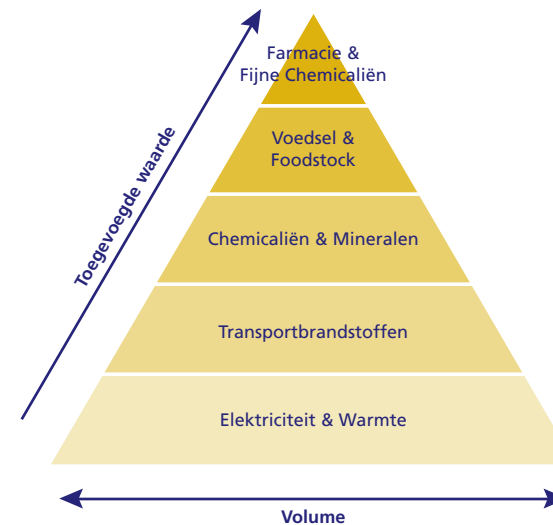 Farmacie &
Fijne Chemicaliën
Voedsel &
Foodstock
Chemicaliën & Mineralen
Transportbrandstoffen
Elektriciteit & Warmte
Toegevoegde waarde
Volume